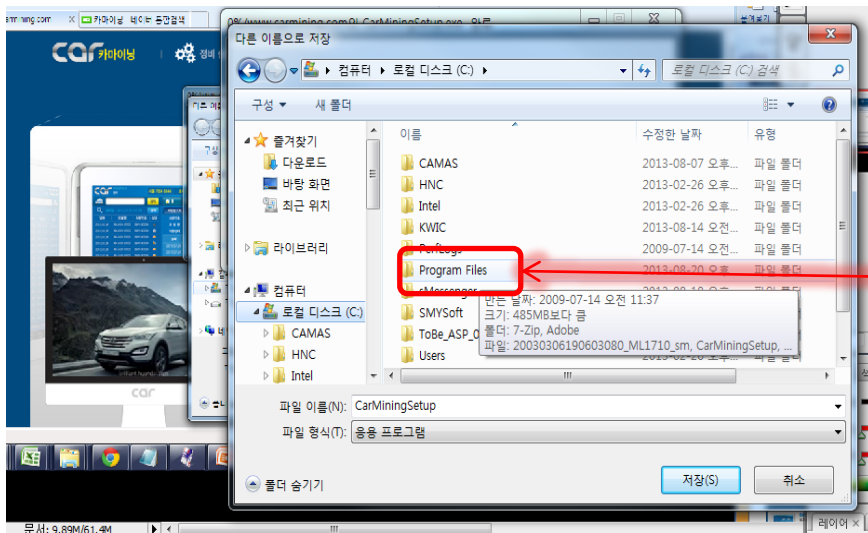 카마이닝 네이버 통합검색
0% (www.carmining.com에) CarMiningSetup.exe 완료
car 카마이닝
다른 이름으로 저장
컴퓨터 ▸ 로컬 디스크 (C:) ▸
로컬 디스크 (C:) 검색
구성 ▼ 새 폴더
즐겨찾기
다운로드
바탕 화면
최근 위치
라이브러리
컴퓨터
로컬 디스크 (C:)
CAMAS
HNC
Intel
이름 수정한 날짜 유형
CAMAS 2013-08-07 오후... 파일 폴더
HNC 2013-02-26 오후... 파일 폴더
Intel 2013-02-26 오후... 파일 폴더
KWIC 2013-08-14 오전... 파일 폴더
PerfLogs 2009-07-14 오전... 파일 폴더
Program Files 2013-08-20 오후... 파일 폴더
sMessenger
SMYSoft
ToBe_ASP_0
Users
만든 날짜: 2009-07-14 오전 11:37
크기: 485MB보다 큼
폴더: 7-Zip, Adobe
파일: 20030306190603080_ML1710_sm, CarMiningSetup, ...
파일 이름(N): CarMiningSetup
파일 형식(T): 응용 프로그램
폴더 숨기기
저장(S) 취소
car
문서: 9.89M/61.4M
레이어 ×